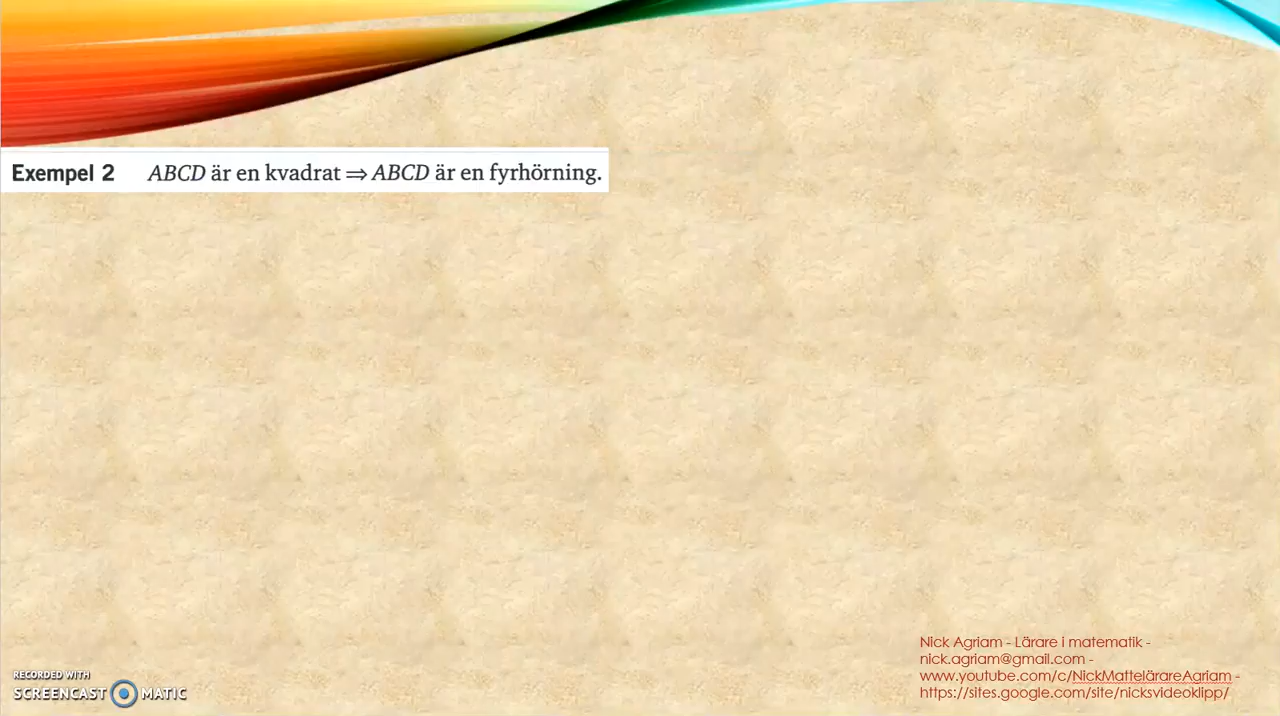 Exempel 2 ABCD är en kvadrat ⇒ ABCD är en fyrhörning.
Nick Agriam - Lärare i matematik -
nick.agriam@gmail.com -
www.youtube.com/c/NickMattelärareAgriam -
https://sites.google.com/site/nicksvideoklipp/
RECORDED WITH
SCREENCAST MATIC